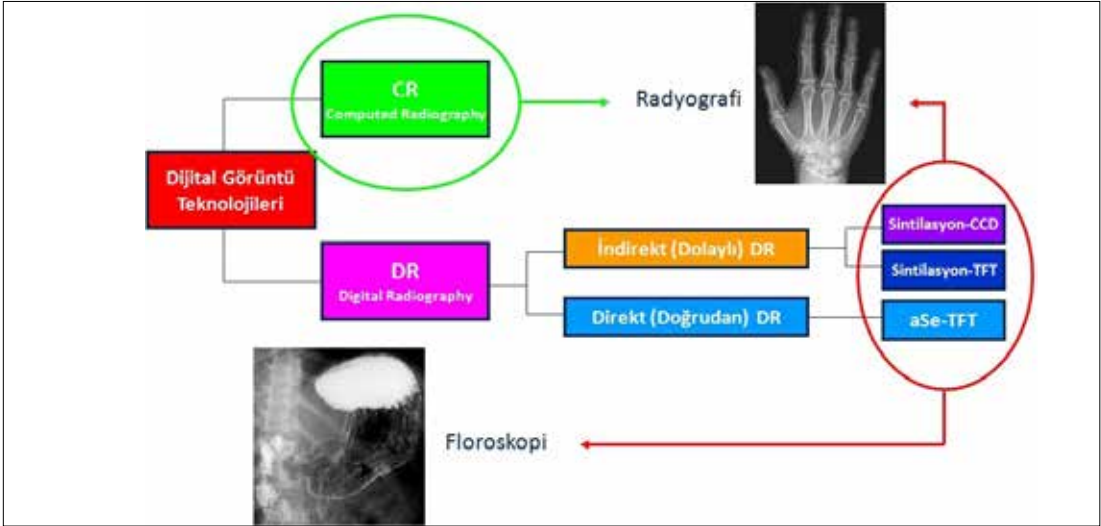 CR
Computed Radiography
Radyografi
Dijital Görüntü
Teknolojileri
Sintilasyon-CCD
İndirekt (Dolaylı) DR
DR
Digital Radiography
Sintilasyon-TFT
Direkt (Doğrudan) DR
aSe-TFT
Floroskopi